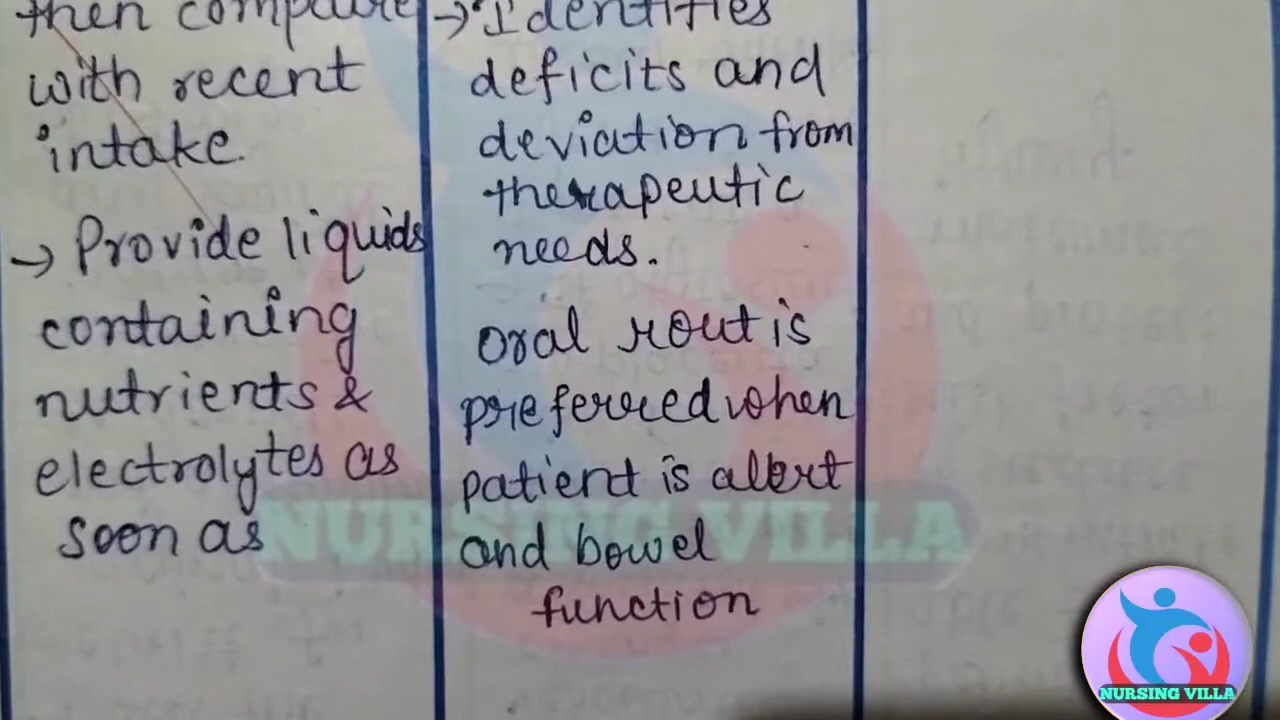 then compare
with recent
intake.
→ Provide liquids
containing
nutrients &
electrolytes as
soon as
→ Identifies
deficits and
deviation from
therapeutic
needs.
oral rout is
preferred when
patient is alert
and bowel
function
NURSING VILLA
NURSING VILLA